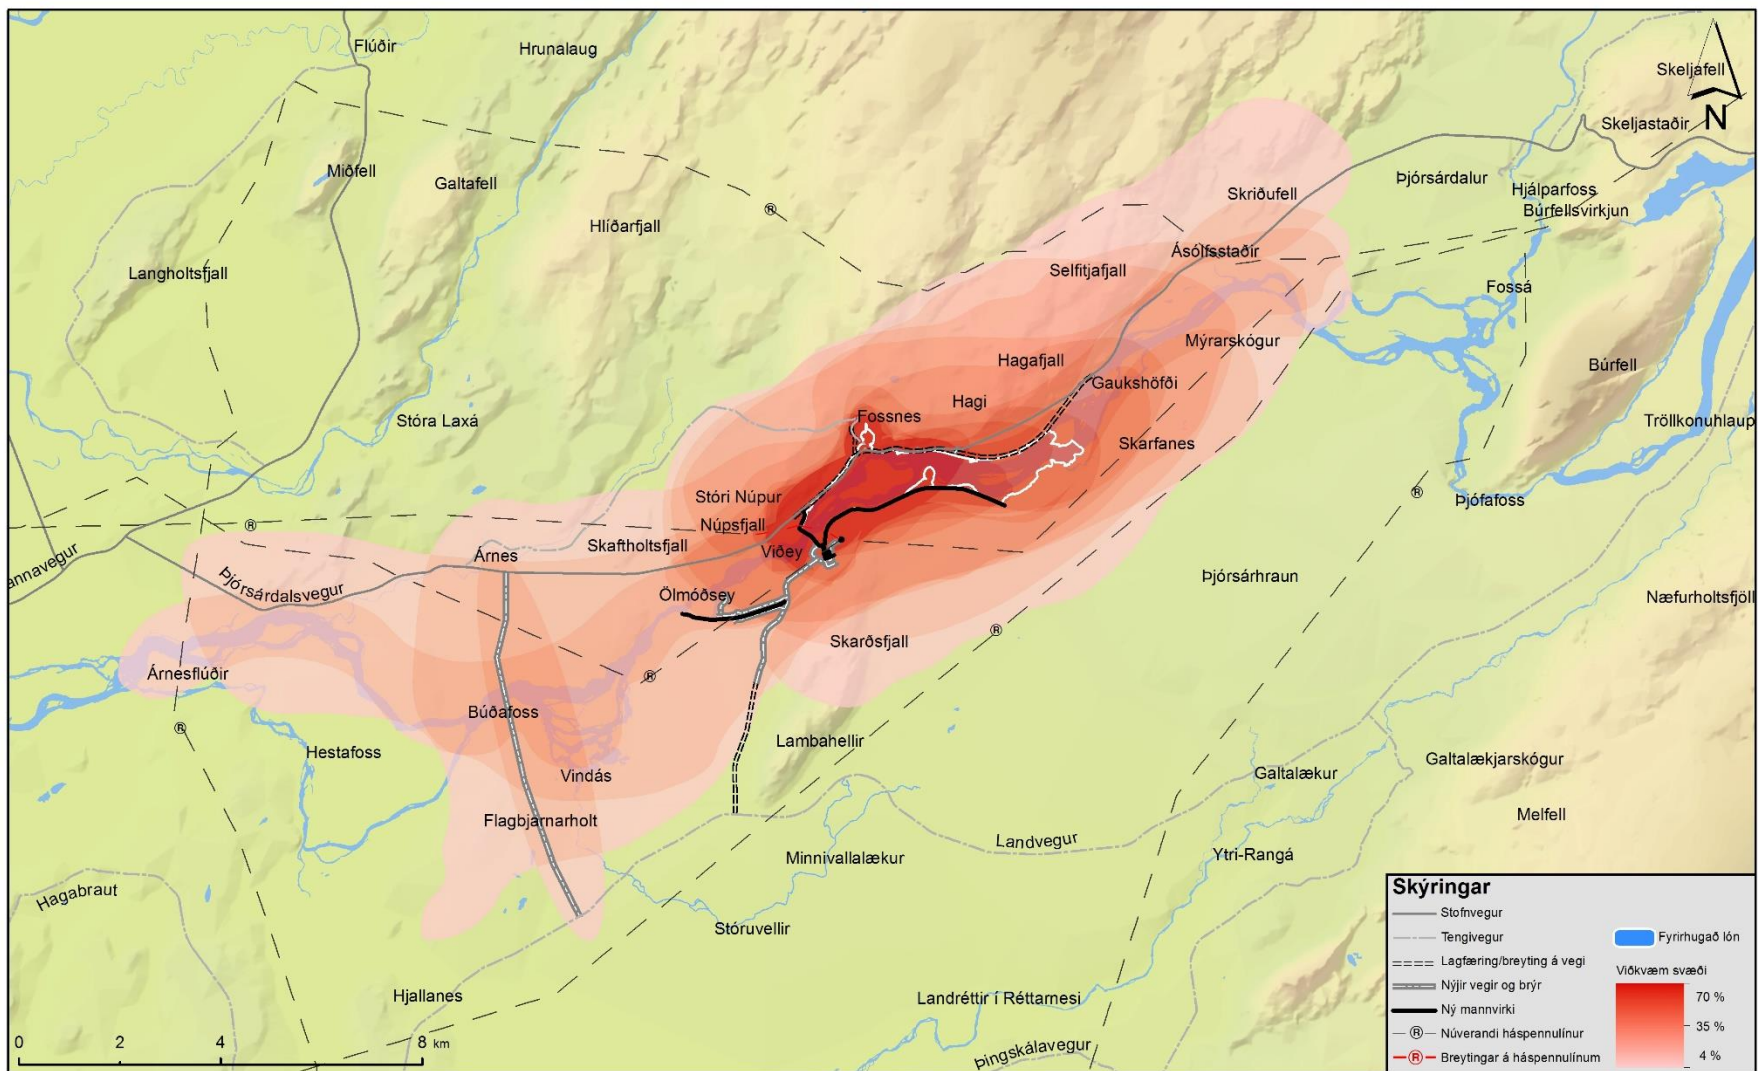 Flúðir
Hrunalaug
Skeljafell
N
Skeljastaðir
Miðfell
Galtafell
Þjórsárdalur
Hjálparfoss
Skriðufell
Búrfellsvirkjun
Hlíðarfjall
Ásólfsstaðir
Langholtsfjall
Selfitjafjall
Fossá
Mýrarskógur
Hagafjall
Búrfell
Gaukshöfði
Hagi
Fossnes
Stóra Laxá
Tröllkonuhlaup
Skarfanes
Stóri Núpur
Þjófafoss
Núpsfjall
Skaftholtsfjall
Viðey
Árnes
annavegur
Þjórsárdalsvegur
Þjórsárhraun
Ölmóðsey
Næfurholtsfjöll
Skarðsfjall
Árnesflúðir
Búðafoss
Lambahellir
Hestafoss
Vindás
Galtalækur
Galtalækjarskógur
Flagbjarnarholt
Melfell
Landvegur
Minnivallalækur
Ytri-Rangá
Hagabraut
Stóruvellir
Hjallanes
Landréttir í Réttarnesi
Þingskálavegur
0 2 4 8 km
Skýringar
Stofnvegur
Tengivegur
Lagfæring/breyting á vegi
Nýjir vegir og brýr
Ný mannvirki
R Núverandi háspennulínur
R Breytingar á háspennulínum
Fyrirhugað lón
Viðkvæm svæði
70 %
35 %
4 %
R
R
R
R
R
R